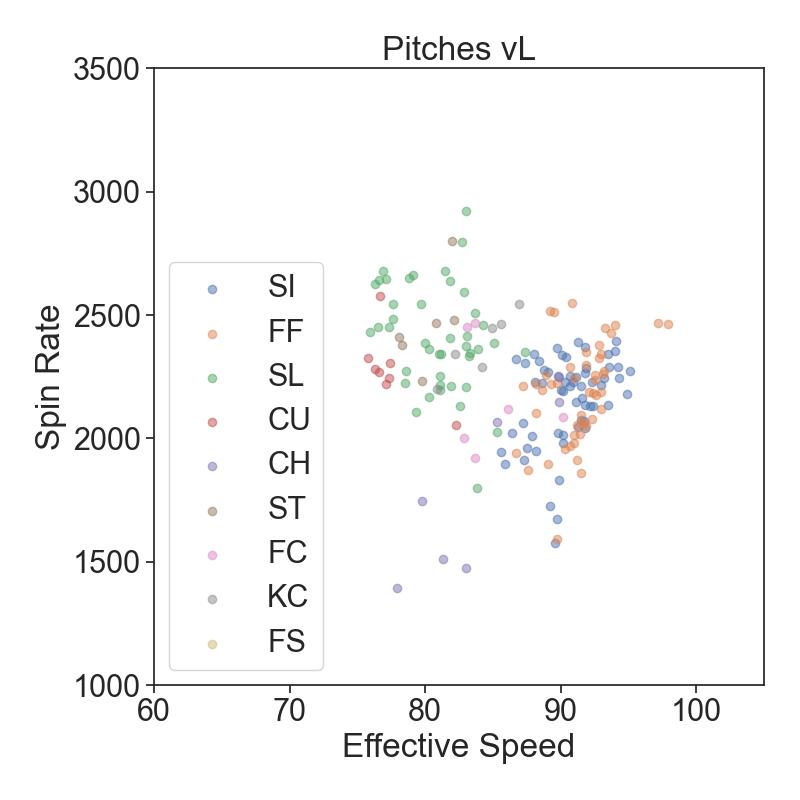 Pitches vL
3500
3000
2500
2000
1500
1000
Spin Rate
SI
FF
SL
CU
CH
ST
FC
KC
FS
60 70 80 90 100
Effective Speed